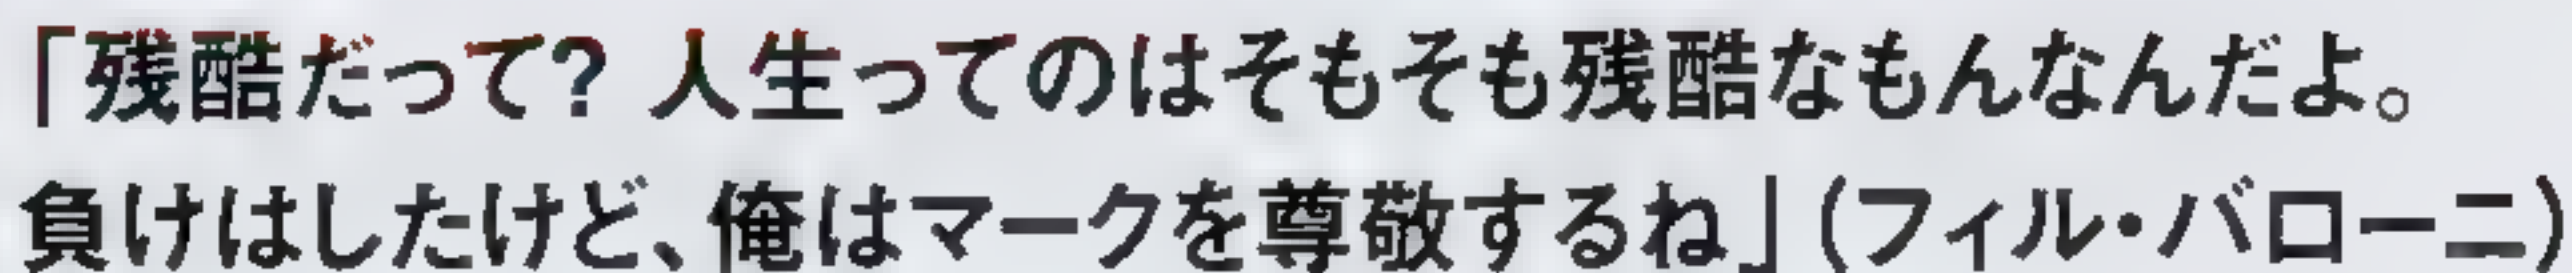 「残酷だって? 人生ってのはそもそも残酷なもんなんだよ。
負けはしたけど、俺はマークを尊敬するね」(フィル・バローニ)